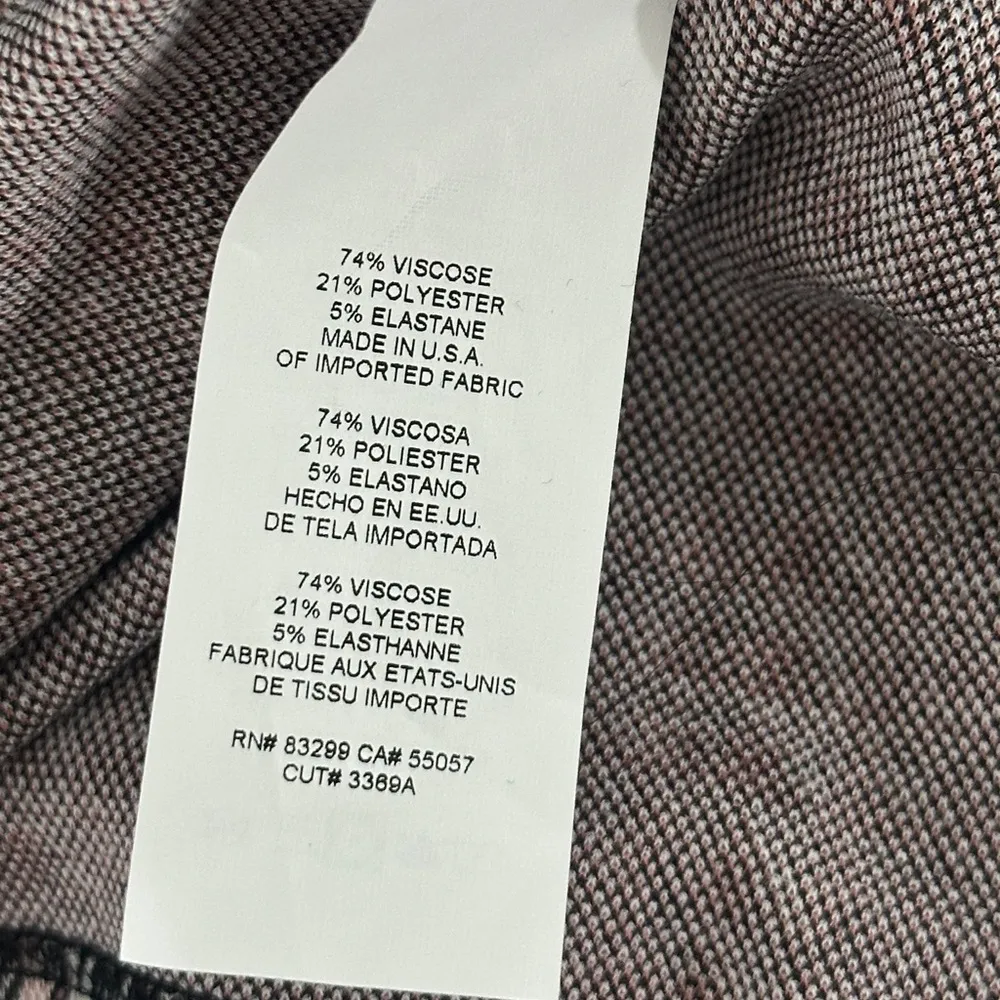 74% VISCOSE
21% POLYESTER
5% ELASTANE
MADE IN U.S.A.
OF IMPORTED FABRIC
74% VISCOSA
21% POLIESTER
5% ELASTANO
HECHO EN EE.UU.
DE TELA IMPORTADA
74% VISCOSE
21% POLYESTER
5% ELASTHANNE
FABRIQUE AUX ETATS-UNIS
DE TISSU IMPORTE
RN# 83299 CA# 55057
CUT# 3369A